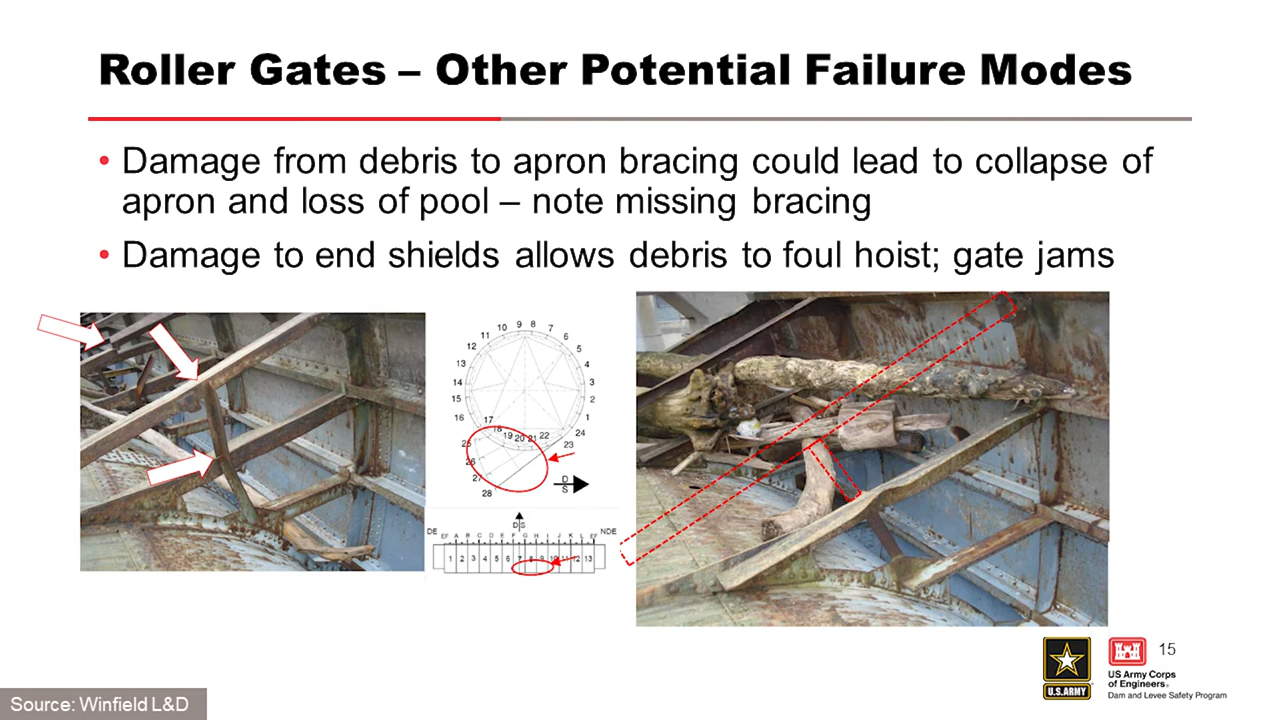 Roller Gates – Other Potential Failure Modes
• Damage from debris to apron bracing could lead to collapse of
apron and loss of pool – note missing bracing
• Damage to end shields allows debris to foul hoist; gate jams
10 9 8 7
11 6
12 5
13 4
14 3
15 2
16 1
17
18 19 20 21 22 24
25 23
26
27
28
D
S
D S
DE EF A B C D E F G H I J K L EF NDE
1 2 3 4 5 6 7 8 9 10 11 12 13
U.S.ARMY
US Army Corps
of Engineers®
Dam and Levee Safety Program
15
Source: Winfield L&D